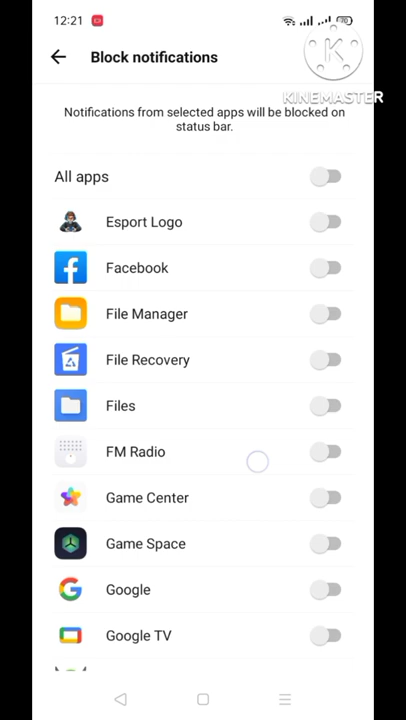 12:21
Block notifications
K
KINEMASTER
Notifications from selected apps will be blocked on
status bar.
All apps
Esport Logo
Facebook
File Manager
File Recovery
Files
FM Radio
Game Center
Game Space
Google
Google TV